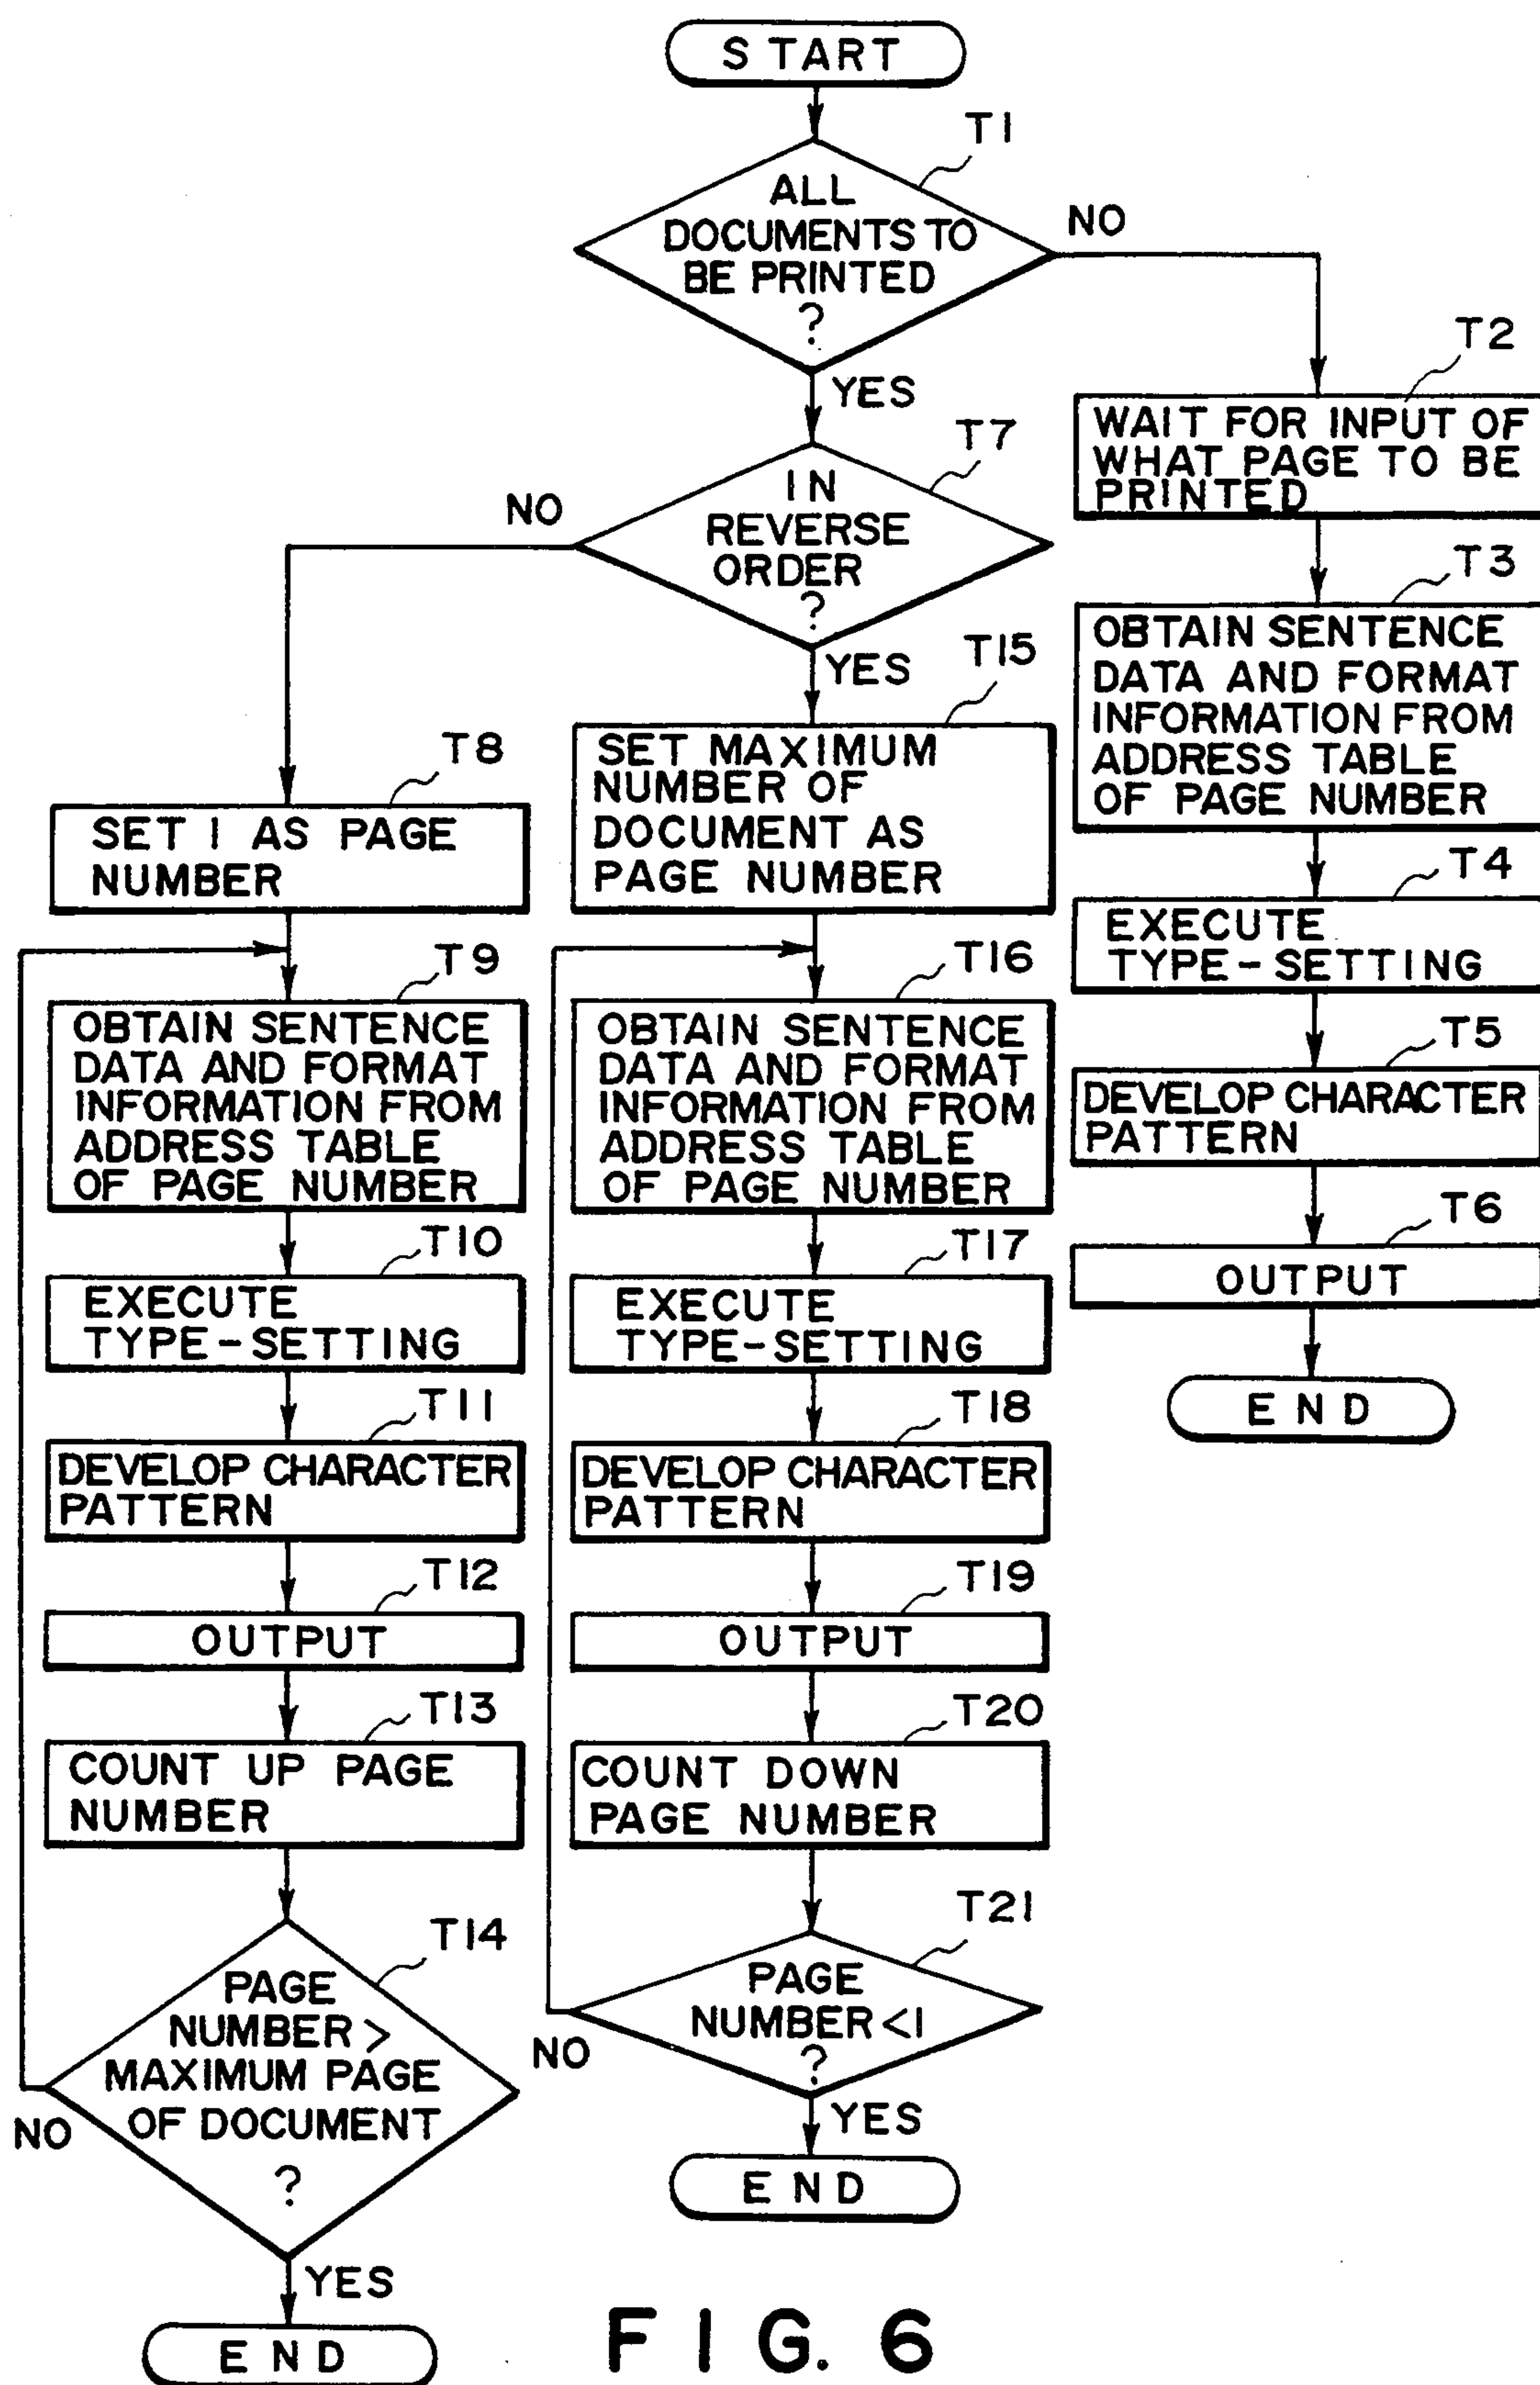 START
T1
ALL
DOCUMENTS TO
BE PRINTED
?
NO
YES
T2
WAIT FOR INPUT OF
WHAT PAGE TO BE
PRINTED
T3
OBTAIN SENTENCE
DATA AND FORMAT
INFORMATION FROM
ADDRESS TABLE
OF PAGE NUMBER
T4
EXECUTE
TYPE-SETTING
T5
DEVELOP CHARACTER
PATTERN
T6
OUTPUT
END
T7
IN
REVERSE
ORDER
?
NO
YES
T8
SET 1 AS PAGE
NUMBER
T9
OBTAIN SENTENCE
DATA AND FORMAT
INFORMATION FROM
ADDRESS TABLE
OF PAGE NUMBER
T10
EXECUTE
TYPE-SETTING
T11
DEVELOP CHARACTER
PATTERN
T12
OUTPUT
T13
COUNT UP PAGE
NUMBER
T14
PAGE
NUMBER >
MAXIMUM PAGE
OF DOCUMENT
?
NO
YES
END
T15
SET MAXIMUM
NUMBER OF
DOCUMENT AS
PAGE NUMBER
T16
OBTAIN SENTENCE
DATA AND FORMAT
INFORMATION FROM
ADDRESS TABLE
OF PAGE NUMBER
T17
EXECUTE
TYPE-SETTING
T18
DEVELOP CHARACTER
PATTERN
T19
OUTPUT
T20
COUNT DOWN
PAGE NUMBER
T21
PAGE
NUMBER <1
?
NO
YES
END
FIG. 6